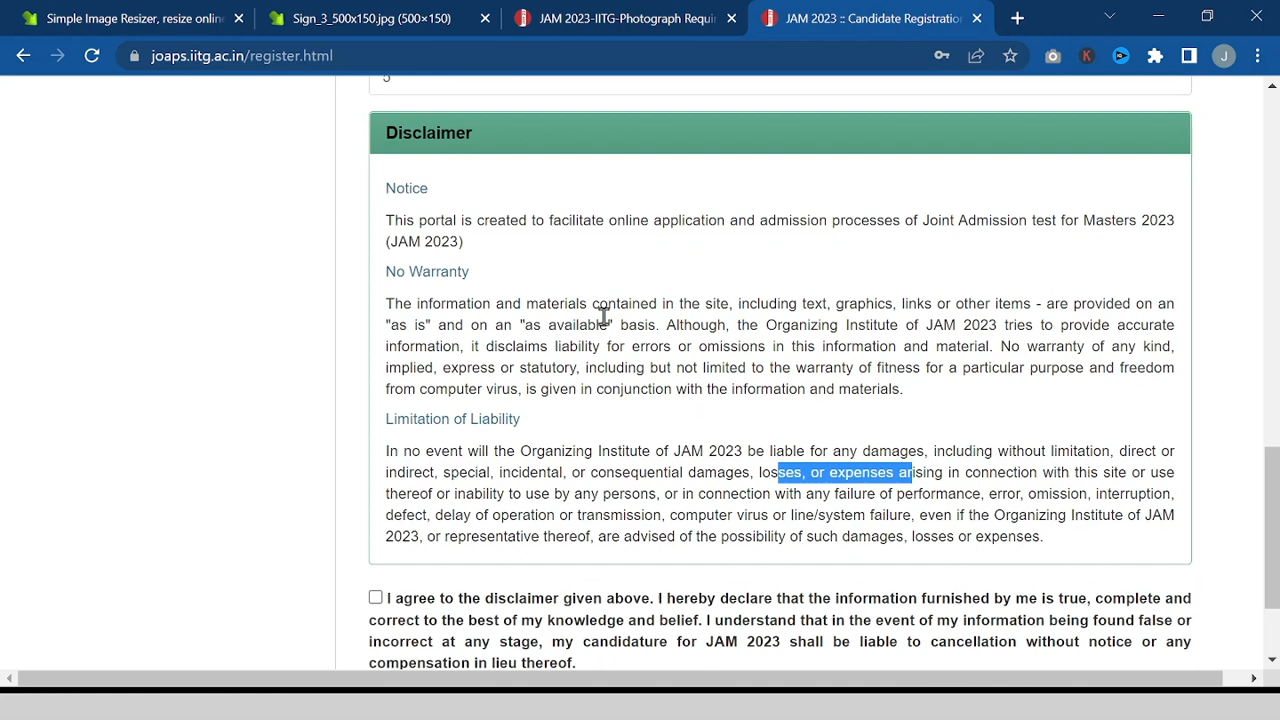 Simple Image Resizer, resize online
Sign_3_500x150.jpg (500×150)
JAM 2023-IITG-Photograph Requi
JAM 2023 :: Candidate Registration
joaps.iitg.ac.in/register.html
K
J
5
Disclaimer
Notice
This portal is created to facilitate online application and admission processes of Joint Admission test for Masters 2023
(JAM 2023)
No Warranty
The information and materials contained in the site, including text, graphics, links or other items - are provided on an
"as is" and on an "as available" basis. Although, the Organizing Institute of JAM 2023 tries to provide accurate
information, it disclaims liability for errors or omissions in this information and material. No warranty of any kind,
implied, express or statutory, including but not limited to the warranty of fitness for a particular purpose and freedom
from computer virus, is given in conjunction with the information and materials.
Limitation of Liability
In no event will the Organizing Institute of JAM 2023 be liable for any damages, including without limitation, direct or
indirect, special, incidental, or consequential damages, losses, or expenses arising in connection with this site or use
thereof or inability to use by any persons, or in connection with any failure of performance, error, omission, interruption,
defect, delay of operation or transmission, computer virus or line/system failure, even if the Organizing Institute of JAM
2023, or representative thereof, are advised of the possibility of such damages, losses or expenses.
I agree to the disclaimer given above. I hereby declare that the information furnished by me is true, complete and
correct to the best of my knowledge and belief. I understand that in the event of my information being found false or
incorrect at any stage, my candidature for JAM 2023 shall be liable to cancellation without notice or any
compensation in lieu thereof.